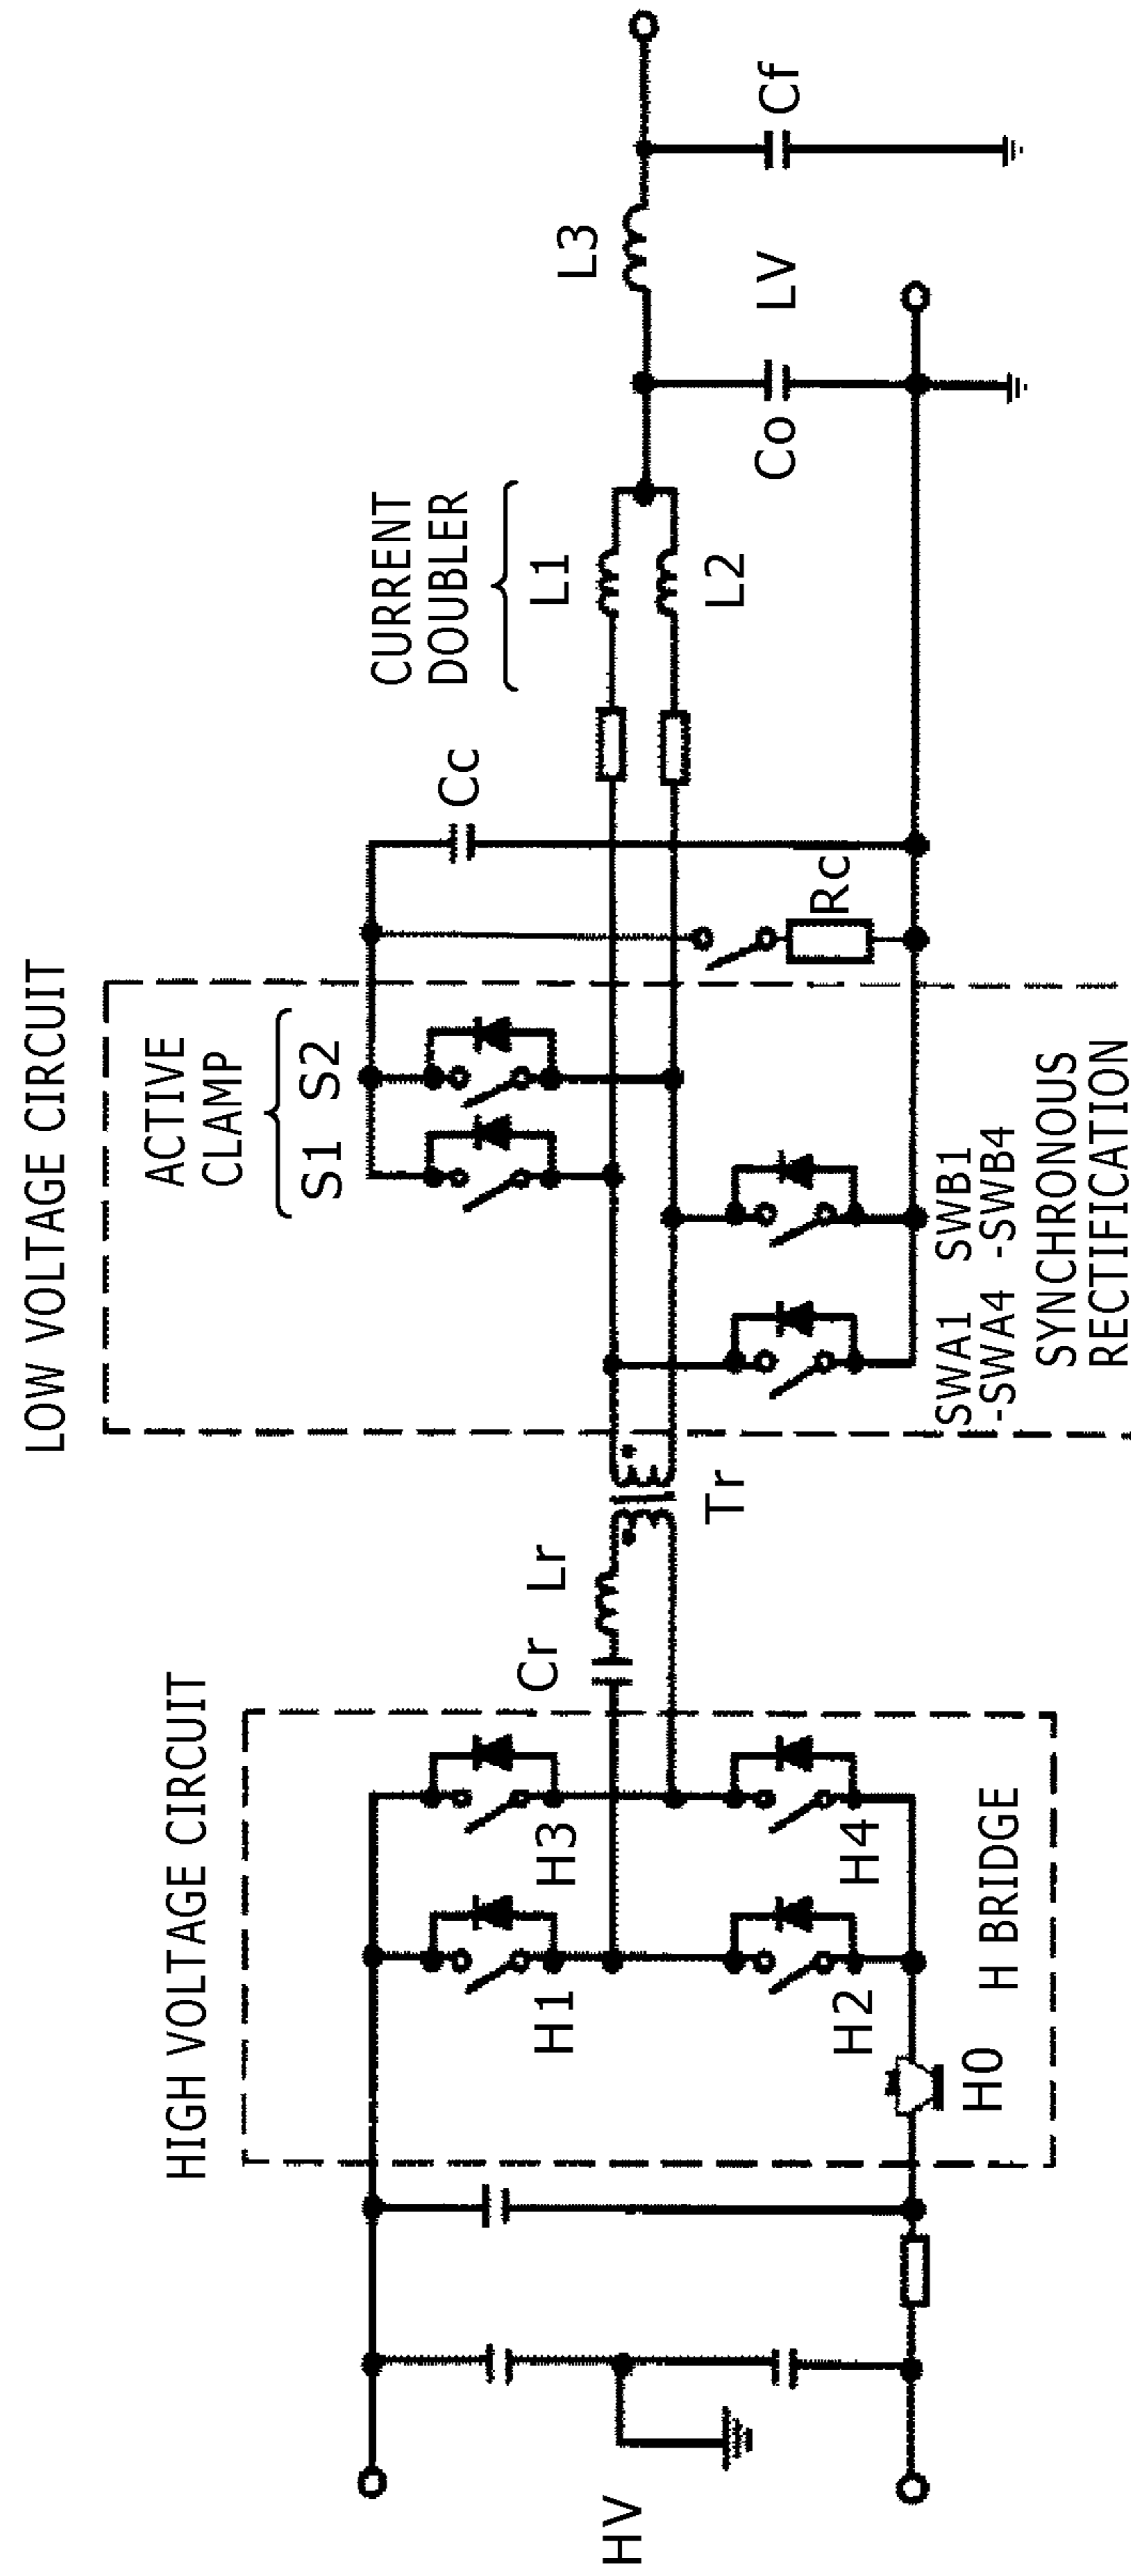 HIGH VOLTAGE CIRCUIT
LOW VOLTAGE CIRCUIT
ACTIVE
CLAMP
S1 S2
CURRENT
DOUBLER
Cc
L1
L2
L3
Cr Lr
Tr
H1
H3
H2
H4
H0
H BRIDGE
HV
Rc
Co
LV
Cf
SWA1 SWB1
-SWA4 -SWB4
SYNCHRONOUS
RECTIFICATION